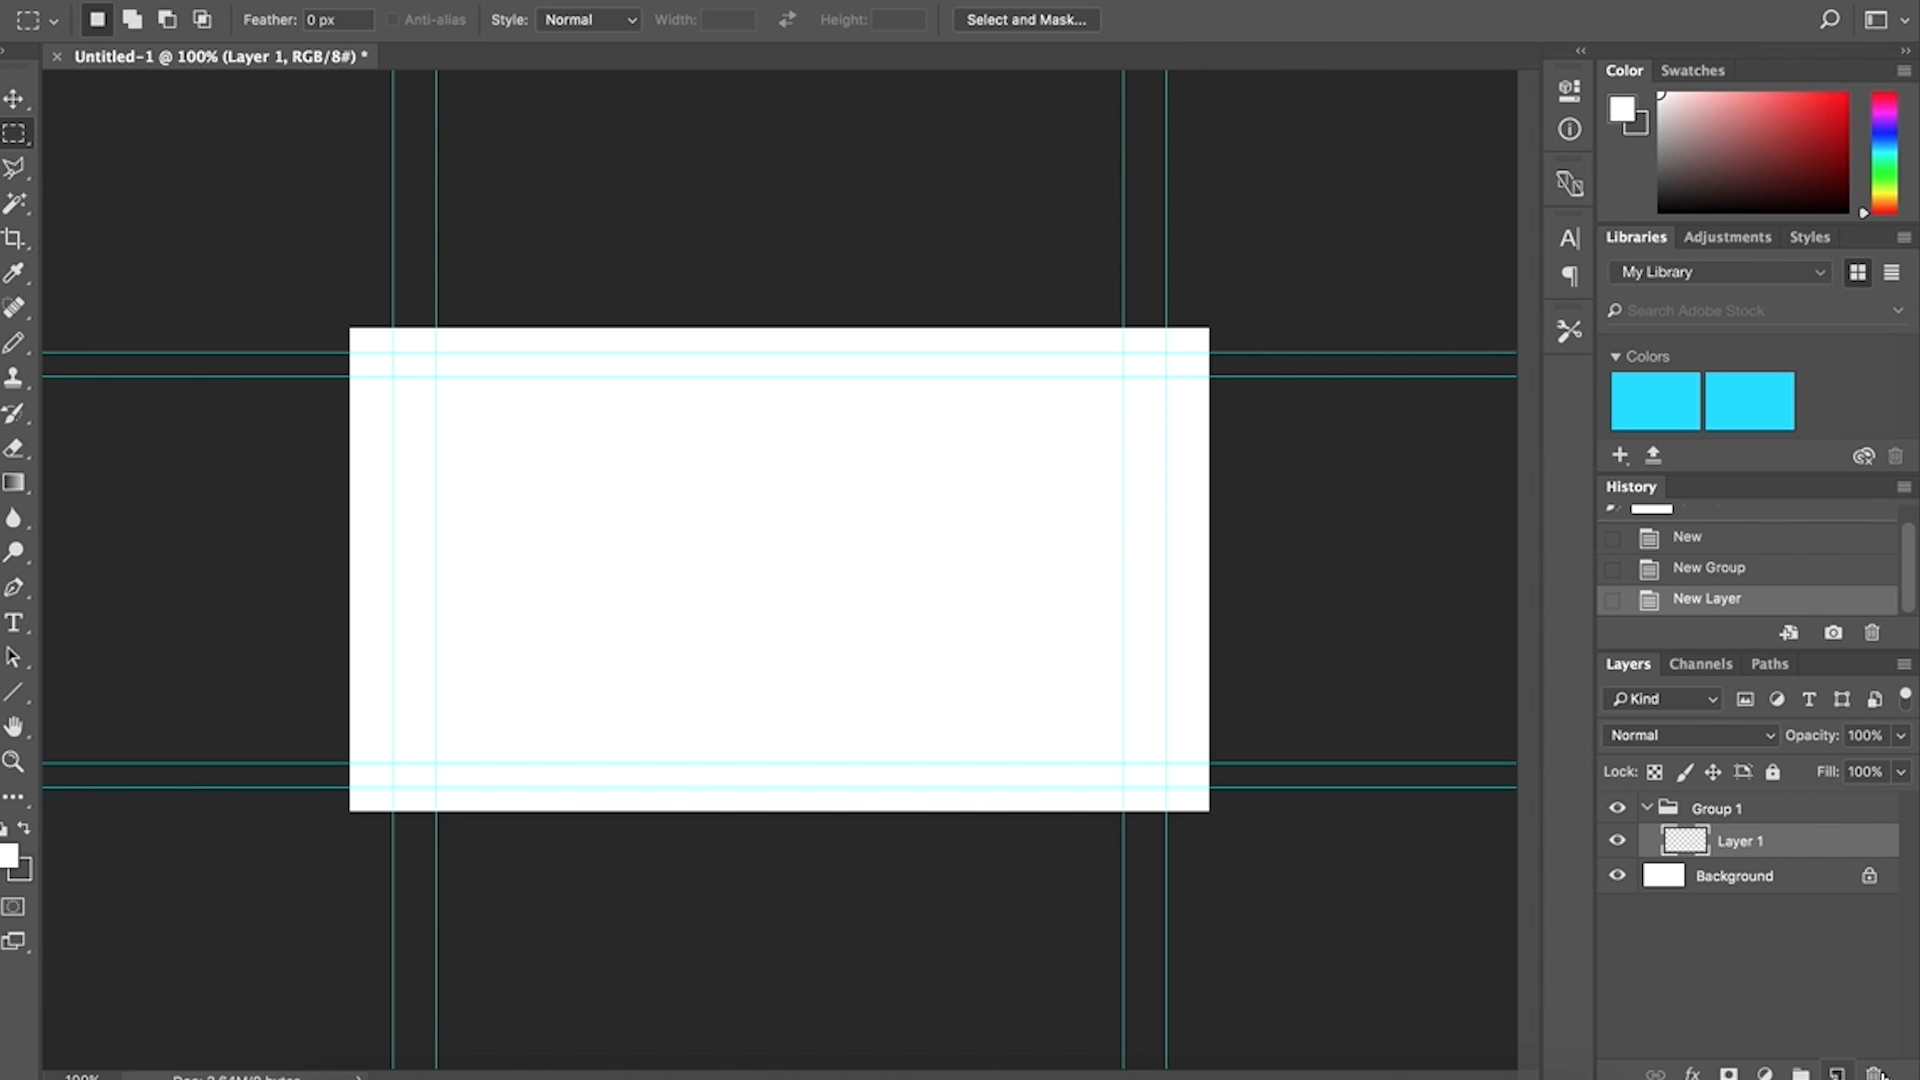 Feather: 0 px Anti-alias Style: Normal Width: Height: Select and Mask...
Untitled-1 @ 100% (Layer 1, RGB/8#) *
Color Swatches
Libraries Adjustments Styles
My Library
Search Adobe Stock
Colors
History
New
New Group
New Layer
Layers Channels Paths
Kind
Normal Opacity: 100%
Lock: Fill: 100%
Group 1
Layer 1
Background
100%